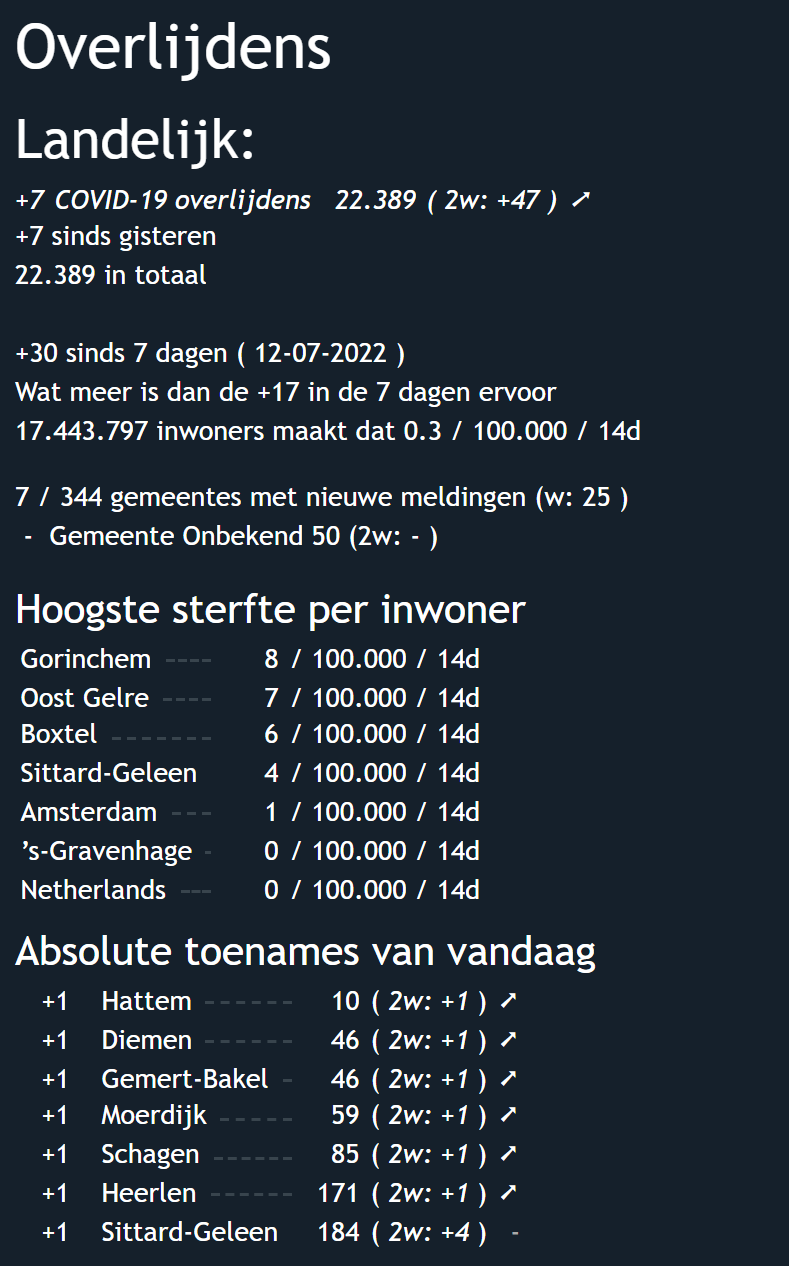 Overlijdens
Landelijk:
+7 COVID-19 overlijdens 22.389 ( 2w: +47 ) ➚
+7 sinds gisteren
22.389 in totaal
+30 sinds 7 dagen ( 12-07-2022 )
Wat meer is dan de +17 in de 7 dagen ervoor
17.443.797 inwoners maakt dat 0.3 / 100.000 / 14d
7 / 344 gemeentes met nieuwe meldingen (w: 25 )
- Gemeente Onbekend 50 (2w: - )
Hoogste sterfte per inwoner
Gorinchem ---- 8 / 100.000 / 14d
Oost Gelre ---- 7 / 100.000 / 14d
Boxtel ------- 6 / 100.000 / 14d
Sittard-Geleen 4 / 100.000 / 14d
Amsterdam --- 1 / 100.000 / 14d
’s-Gravenhage - 0 / 100.000 / 14d
Netherlands --- 0 / 100.000 / 14d
Absolute toenames van vandaag
+1 Hattem ------ 10 ( 2w: +1 ) ➚
+1 Diemen ------ 46 ( 2w: +1 ) ➚
+1 Gemert-Bakel - 46 ( 2w: +1 ) ➚
+1 Moerdijk ----- 59 ( 2w: +1 ) ➚
+1 Schagen ------ 85 ( 2w: +1 ) ➚
+1 Heerlen ------ 171 ( 2w: +1 ) ➚
+1 Sittard-Geleen 184 ( 2w: +4 ) -